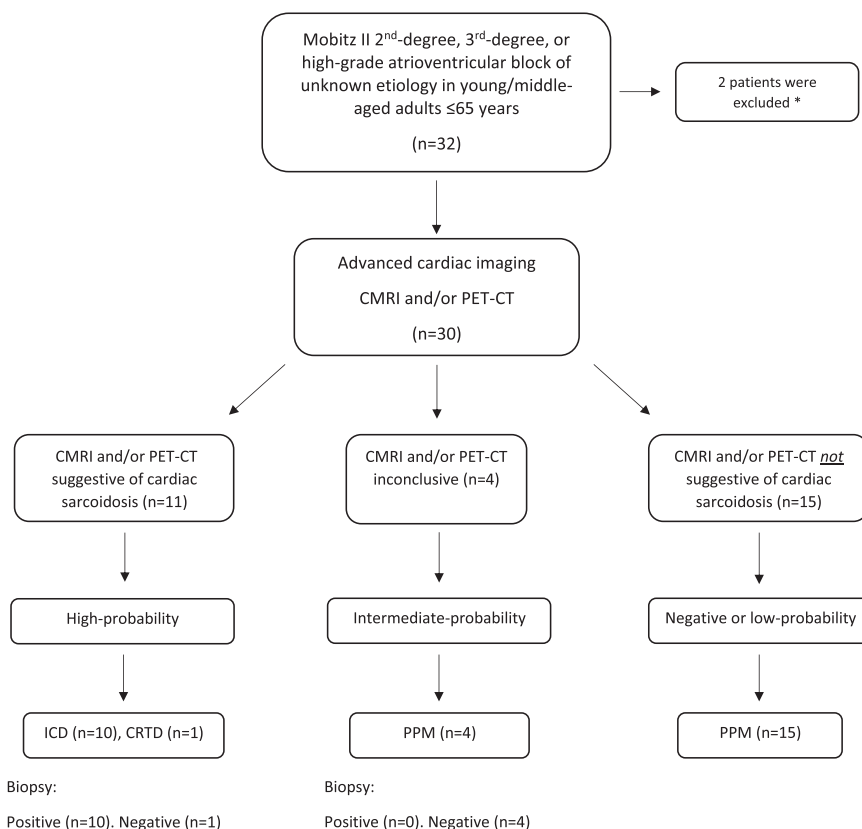 Mobitz II 2nd-degree, 3rd-degree, or
high-grade atrioventricular block of
unknown etiology in young/middle-
aged adults ≤65 years
(n=32)
2 patients were
excluded *
Advanced cardiac imaging
CMRI and/or PET-CT
(n=30)
CMRI and/or PET-CT
suggestive of cardiac
sarcoidosis (n=11)
CMRI and/or PET-CT
inconclusive (n=4)
CMRI and/or PET-CT not
suggestive of cardiac
sarcoidosis (n=15)
High-probability
Intermediate-probability
Negative or low-probability
ICD (n=10), CRTD (n=1)
PPM (n=4)
PPM (n=15)
Biopsy:
Positive (n=10). Negative (n=1)
Biopsy:
Positive (n=0). Negative (n=4)